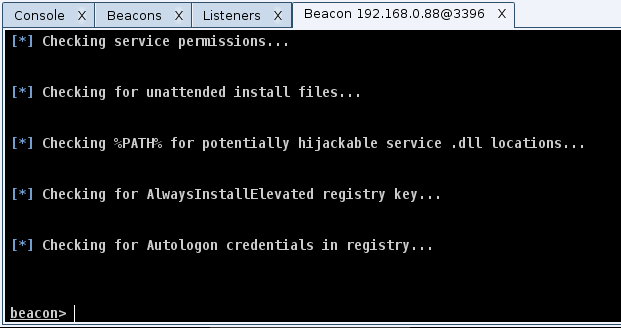 Console X Beacons X Listeners X Beacon 192.168.0.88@3396 X
[*] Checking service permissions...
[*] Checking for unattended install files...
[*] Checking %PATH% for potentially hijackable service .dll locations...
[*] Checking for AlwaysInstallElevated registry key...
[*] Checking for Autologon credentials in registry...
beacon>